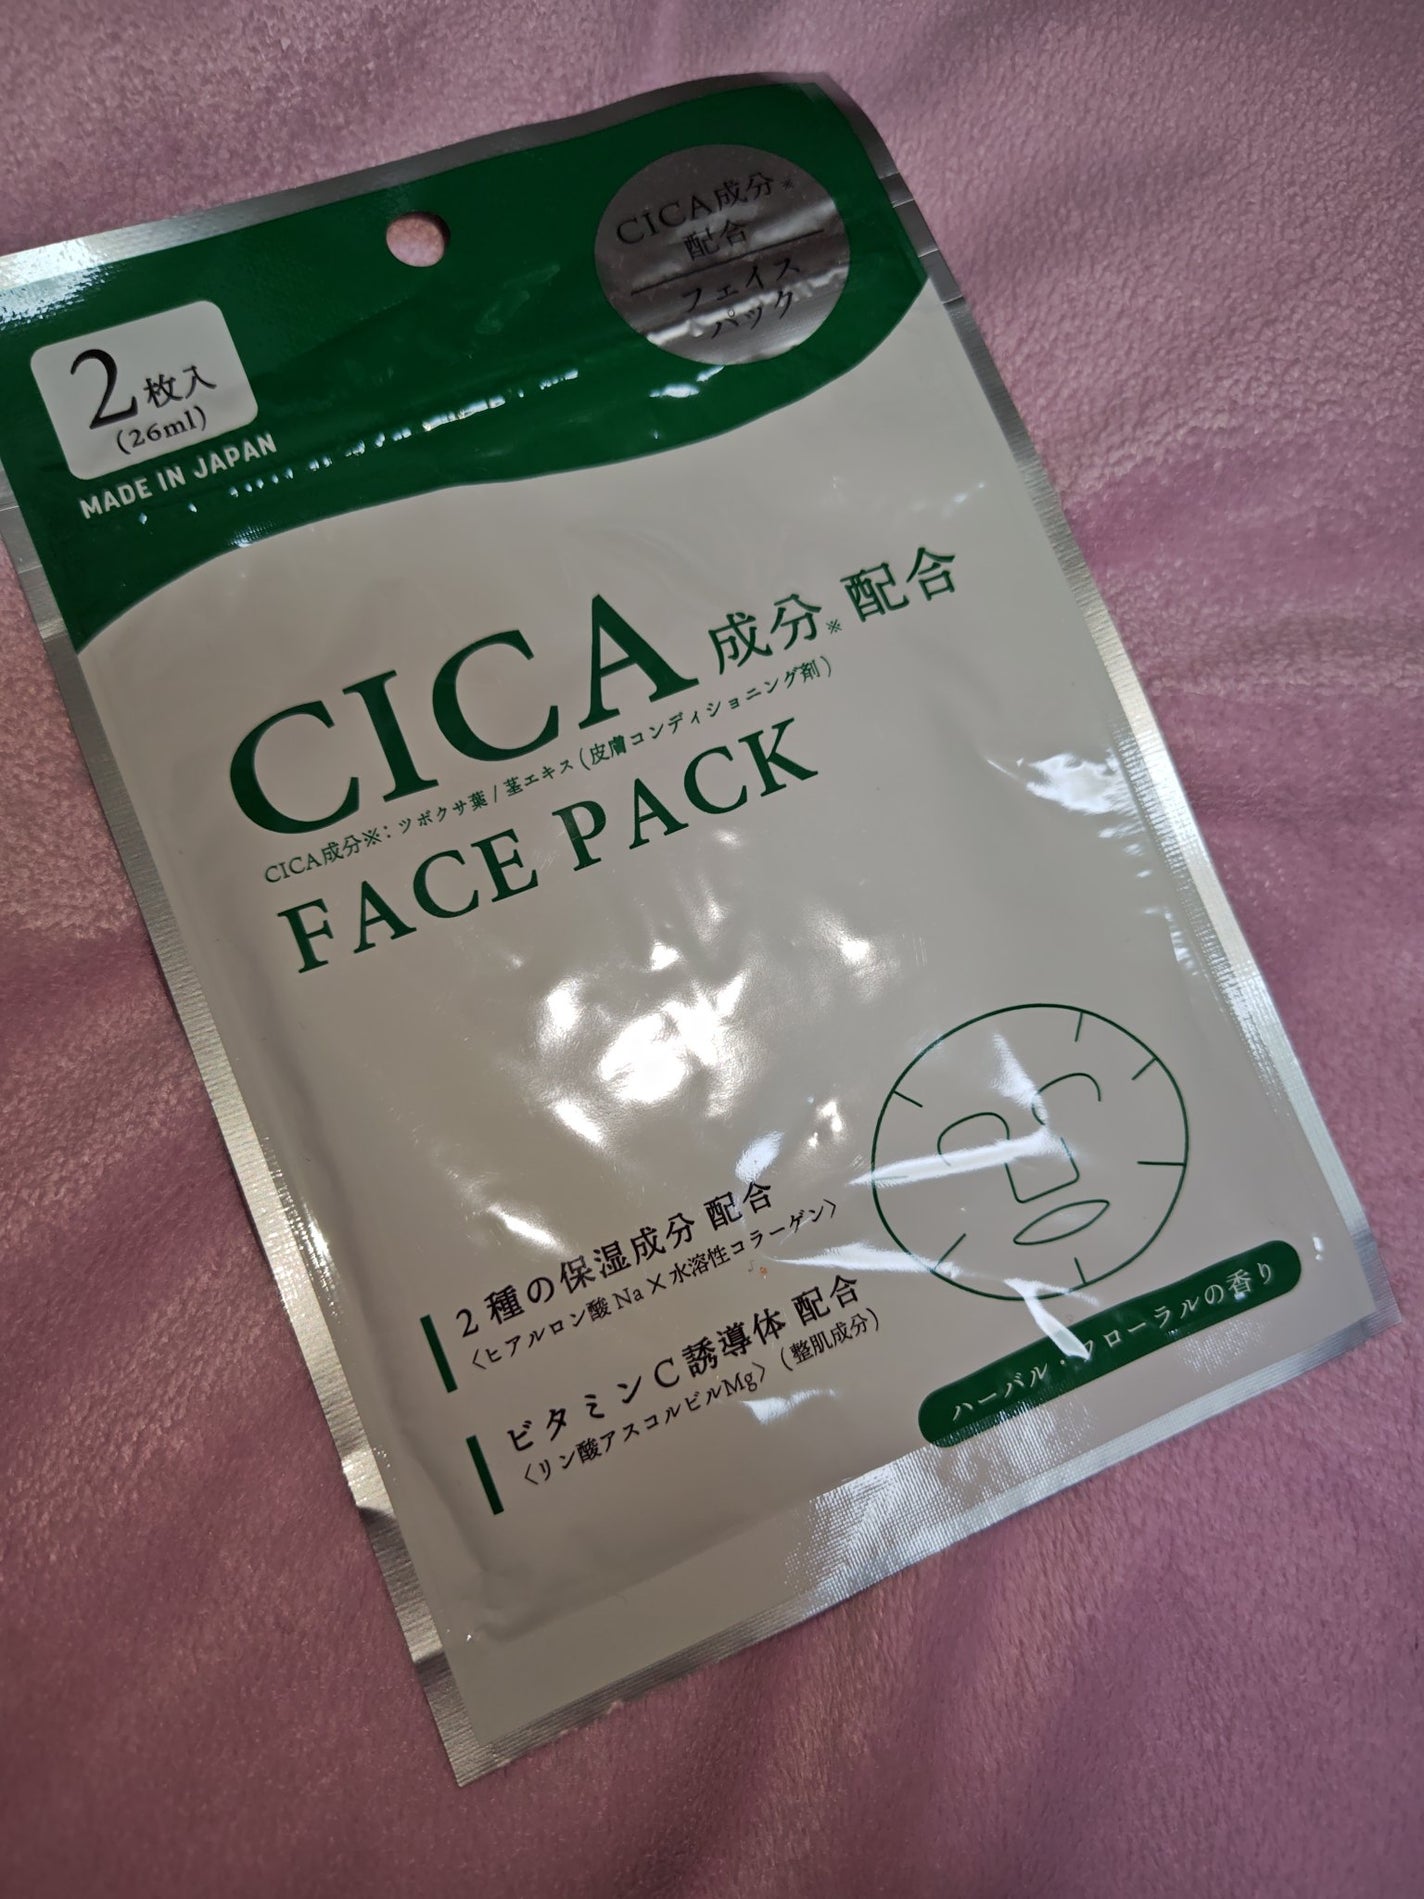 CICA成分※
配合
フェイス
パック
2枚入
(26ml)
MADE IN JAPAN
CICA成分※配合
CICA成分※:ツボクサ葉/茎エキス(皮膚コンディショニング剤)
FACE PACK
2種の保湿成分 配合
〈ヒアルロン酸Na×水溶性コラーゲン〉
ビタミンC誘導体 配合
〈リン酸アスコルビルMg〉(整肌成分)
ハーバル・フローラルの香り